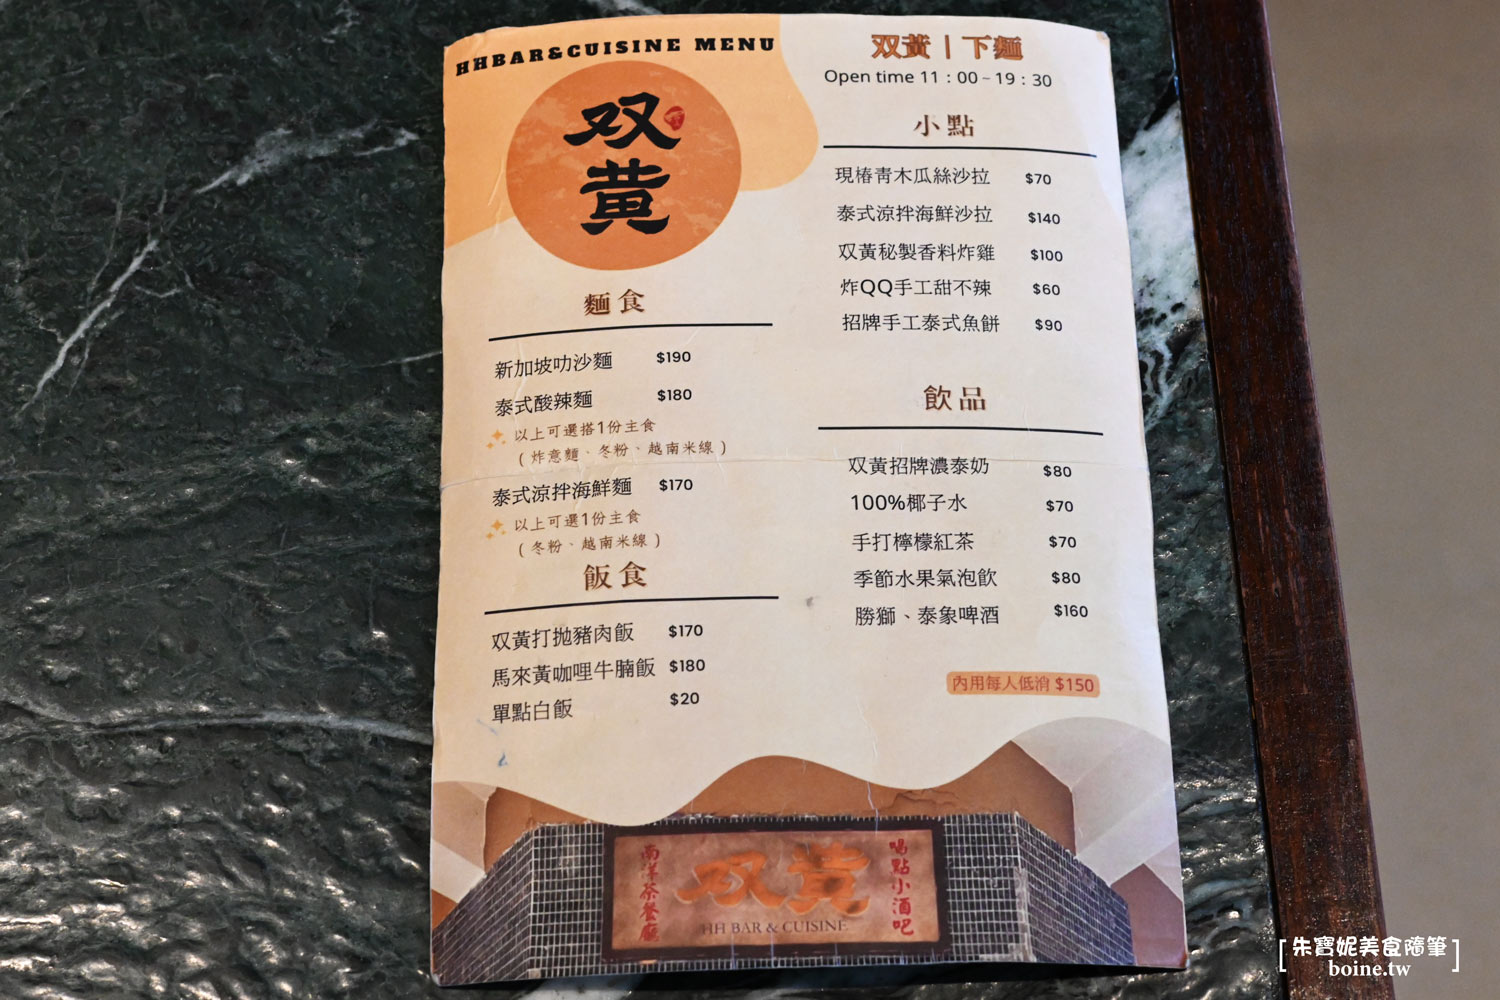 HHBAR&CUISINE MENU
双黃
麵食
新加坡叻沙麵 $190
泰式酸辣麵 $180
以上可選搭1份主食
(炸意麵、冬粉、越南米線)
泰式涼拌海鮮麵 $170
以上可選1份主食
(冬粉、越南米線)
飯食
双黃打拋豬肉飯 $170
馬來黃咖哩牛腩飯 $180
單點白飯 $20
双黃|下麵
Open time 11:00-19:30
小點
現椿青木瓜絲沙拉 $70
泰式涼拌海鮮沙拉 $140
双黃秘製香料炸雞 $100
炸QQ手工甜不辣 $60
招牌手工泰式魚餅 $90
飲品
双黃招牌濃泰奶 $80
100%椰子水 $70
手打檸檬紅茶 $70
季節水果氣泡飲 $80
勝獅、泰象啤酒 $160
內用每人低消 $150
南洋茶餐廳
双黃
HH BAR & CUISINE
喝點小酒吧
[朱寶妮美食隨筆]
boine.tw